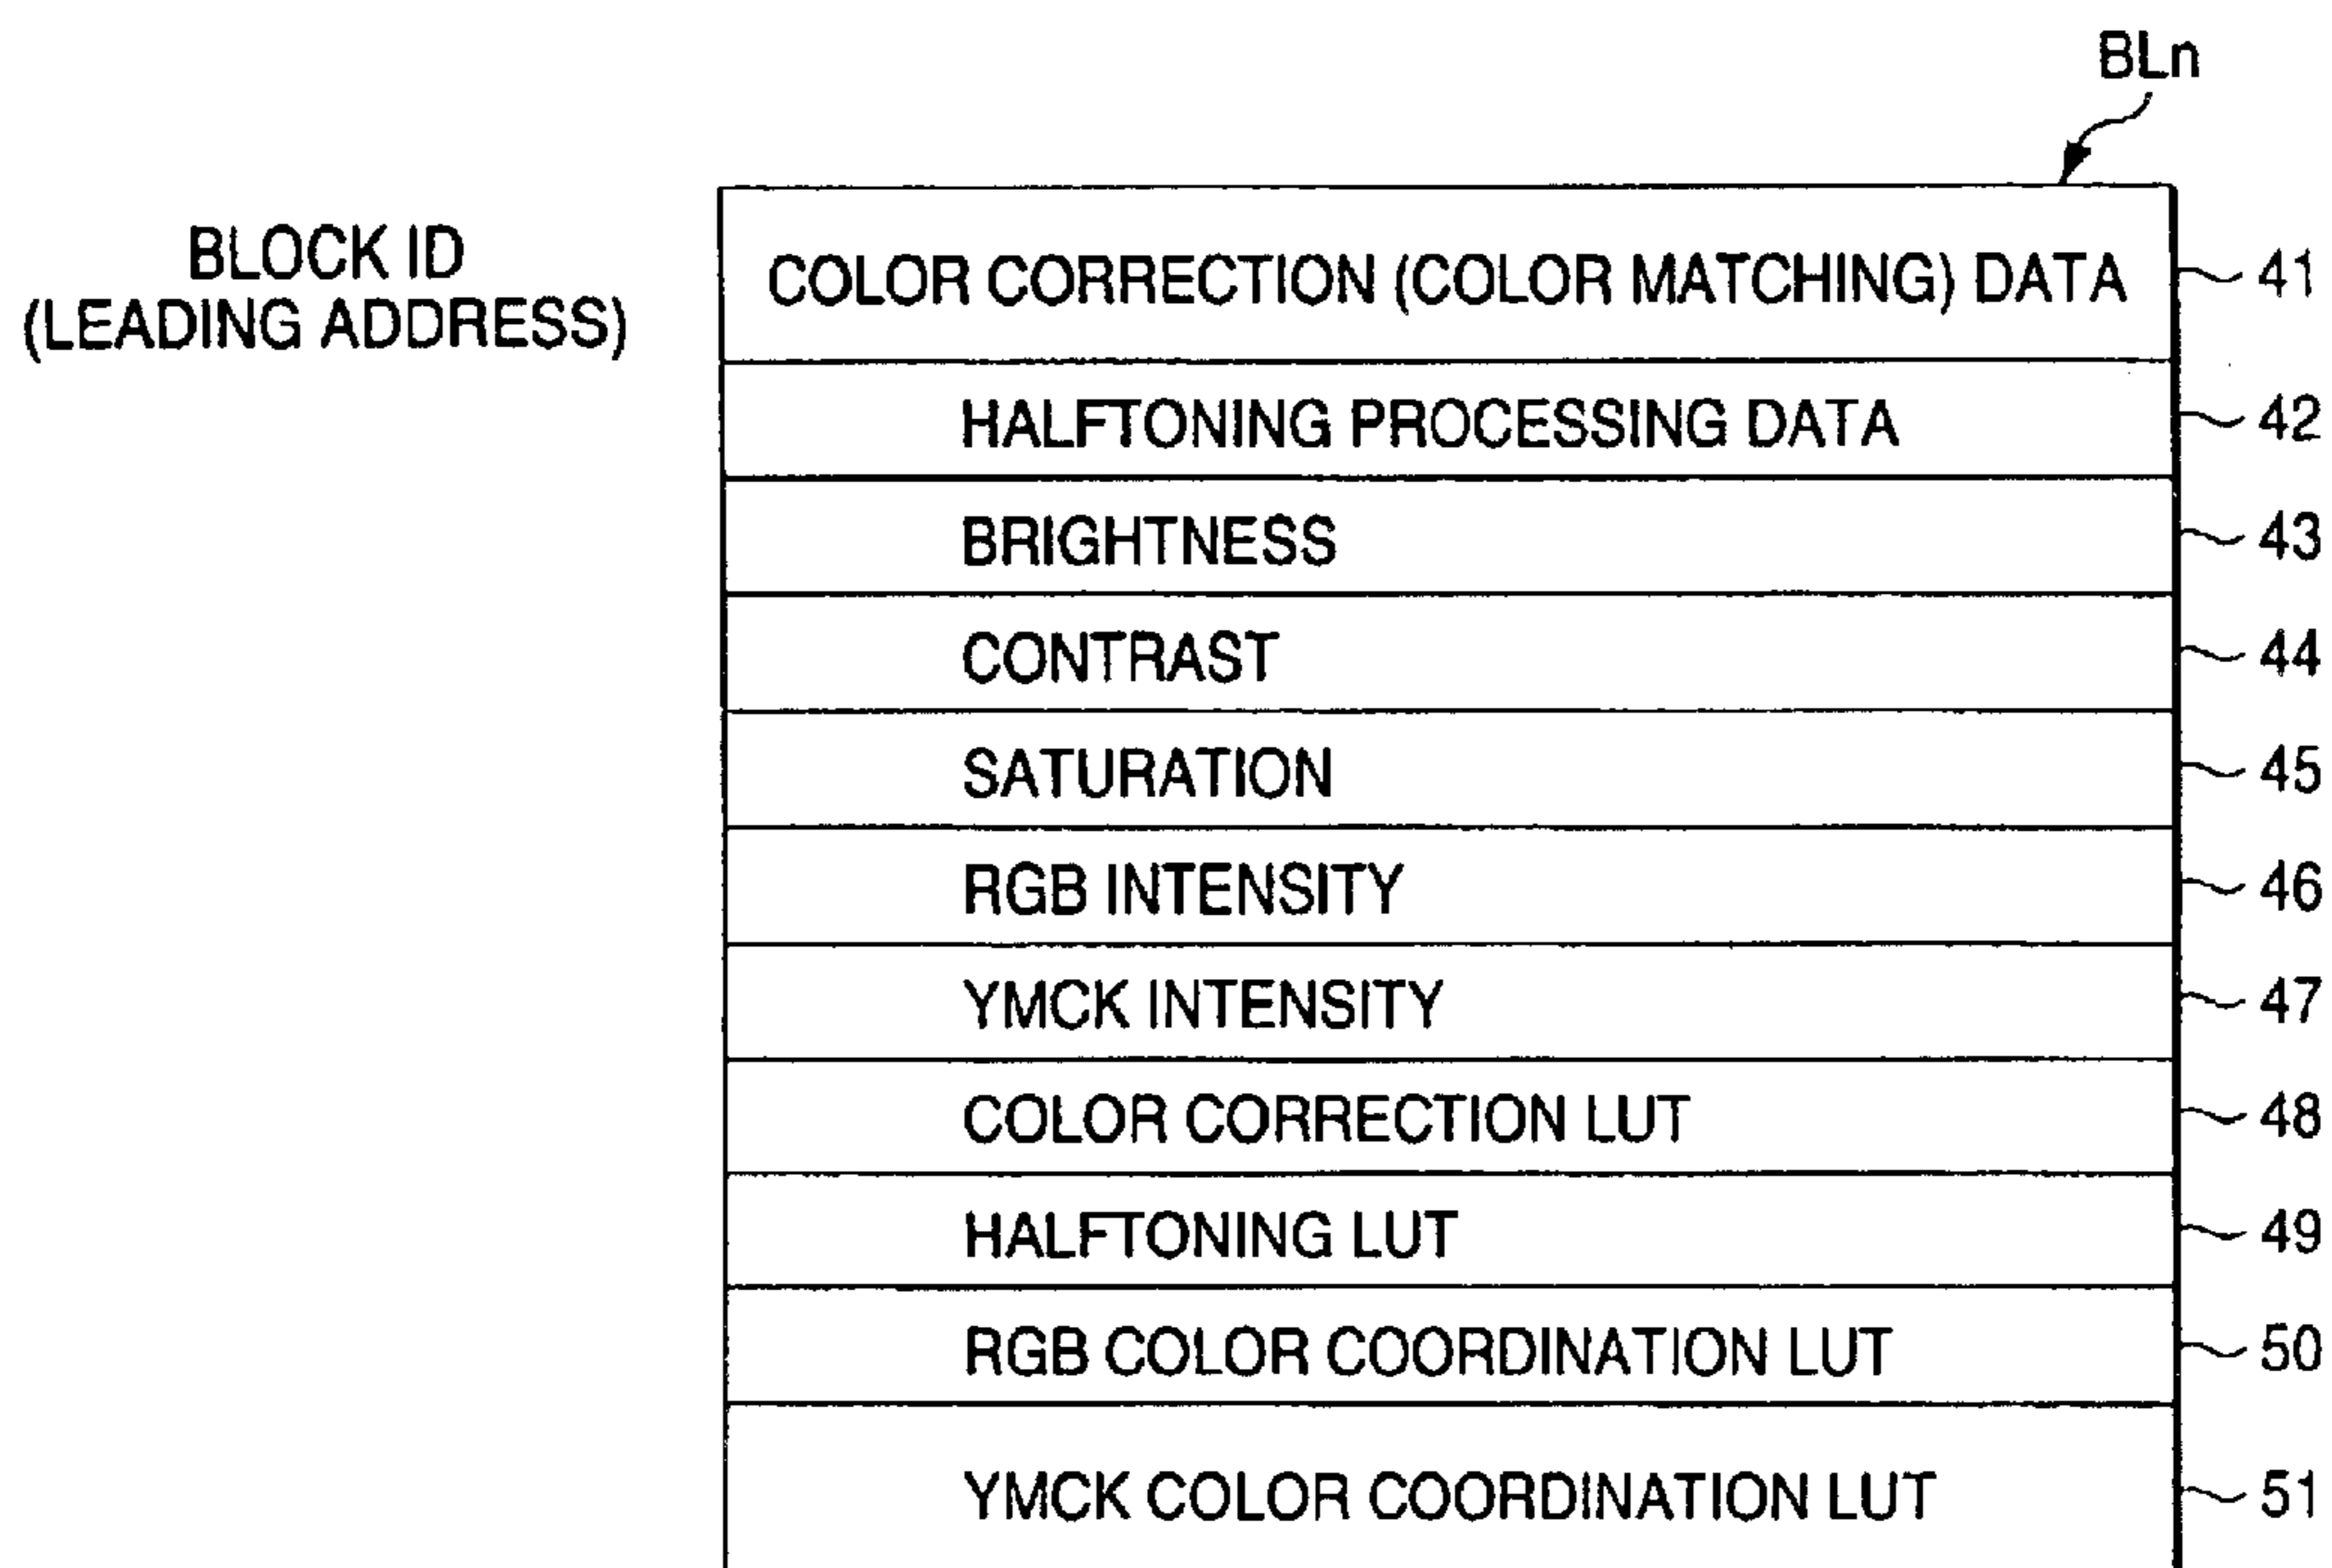 BLn
BLOCK ID
(LEADING ADDRESS)
COLOR CORRECTION (COLOR MATCHING) DATA 41
HALFTONING PROCESSING DATA 42
BRIGHTNESS 43
CONTRAST 44
SATURATION 45
RGB INTENSITY 46
YMCK INTENSITY 47
COLOR CORRECTION LUT 48
HALFTONING LUT 49
RGB COLOR COORDINATION LUT 50
YMCK COLOR COORDINATION LUT 51